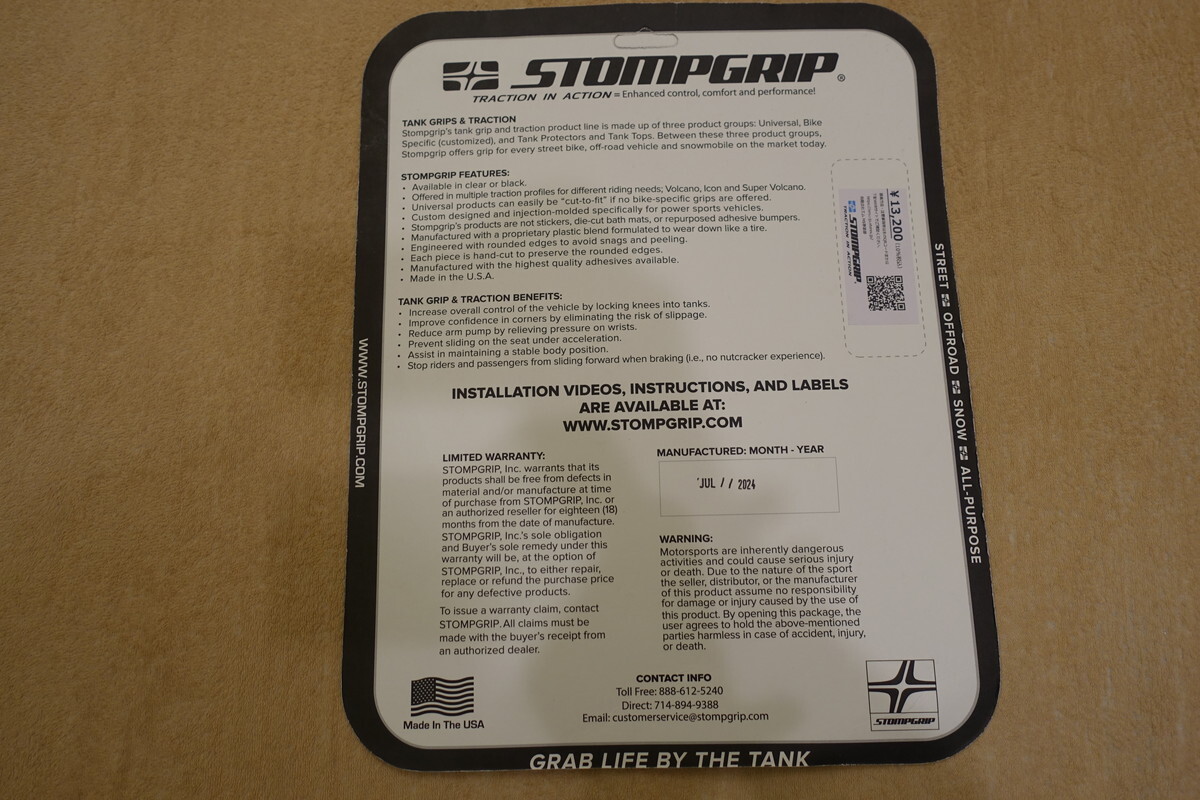 STOMPGRIP®
TRACTION IN ACTION = Enhanced control, comfort and performance!
TANK GRIPS & TRACTION
Stompgrip's tank grip and traction product line is made up of three product groups: Universal, Bike
Specific (customized), and Tank Protectors and Tank Tops. Between these three product groups,
Stompgrip offers grip for every street bike, off-road vehicle and snowmobile on the market today.
STOMPGRIP FEATURES:
• Available in clear or black.
• Offered in multiple traction profiles for different riding needs; Volcano, Icon and Super Volcano.
• Universal products can easily be “cut-to-fit” if no bike-specific grips are offered.
• Custom designed and injection-molded specifically for power sports vehicles.
• Stompgrip's products are not stickers, die-cut bath mats, or repurposed adhesive bumpers.
• Manufactured with a proprietary plastic blend formulated to wear down like a tire.
• Engineered with rounded edges to avoid snags and peeling.
• Each piece is hand-cut to preserve the rounded edges.
• Manufactured with the highest quality adhesives available.
• Made in the U.S.A.
TANK GRIP & TRACTION BENEFITS:
• Increase overall control of the vehicle by locking knees into tanks.
• Improve confidence in corners by eliminating the risk of slippage.
• Reduce arm pump by relieving pressure on wrists.
• Prevent sliding on the seat under acceleration.
• Assist in maintaining a stable body position.
• Stop riders and passengers from sliding forward when braking (i.e., no nutcracker experience).
¥13,200
STOMPGRIP
TRACTION IN ACTION
INSTALLATION VIDEOS, INSTRUCTIONS, AND LABELS
ARE AVAILABLE AT:
WWW.STOMPGRIP.COM
LIMITED WARRANTY:
STOMPGRIP, Inc. warrants that its
products shall be free from defects in
material and/or manufacture at time
of purchase from STOMPGRIP, Inc. or
an authorized reseller for eighteen (18)
months from the date of manufacture.
STOMPGRIP, Inc.'s sole obligation
and Buyer's sole remedy under this
warranty will be, at the option of
STOMPGRIP, Inc., to either repair,
replace or refund the purchase price
for any defective products.
To issue a warranty claim, contact
STOMPGRIP. All claims must be
made with the buyer's receipt from
an authorized dealer.
MANUFACTURED: MONTH - YEAR
JUL // 2024
WARNING:
Motorsports are inherently dangerous
activities and could cause serious injury
or death. Due to the nature of the sport
the seller, distributor, or the manufacturer
of this product assume no responsibility
for damage or injury caused by the use of
this product. By opening this package, the
user agrees to hold the above-mentioned
parties harmless in case of accident, injury,
or death.
Made In The USA
CONTACT INFO
Toll Free: 888-612-5240
Direct: 714-894-9388
Email: customerservice@stompgrip.com
STOMPGRIP
WWW.STOMPGRIP.COM
STREET OFFROAD SNOW ALL-PURPOSE
GRAB LIFE BY THE TANK